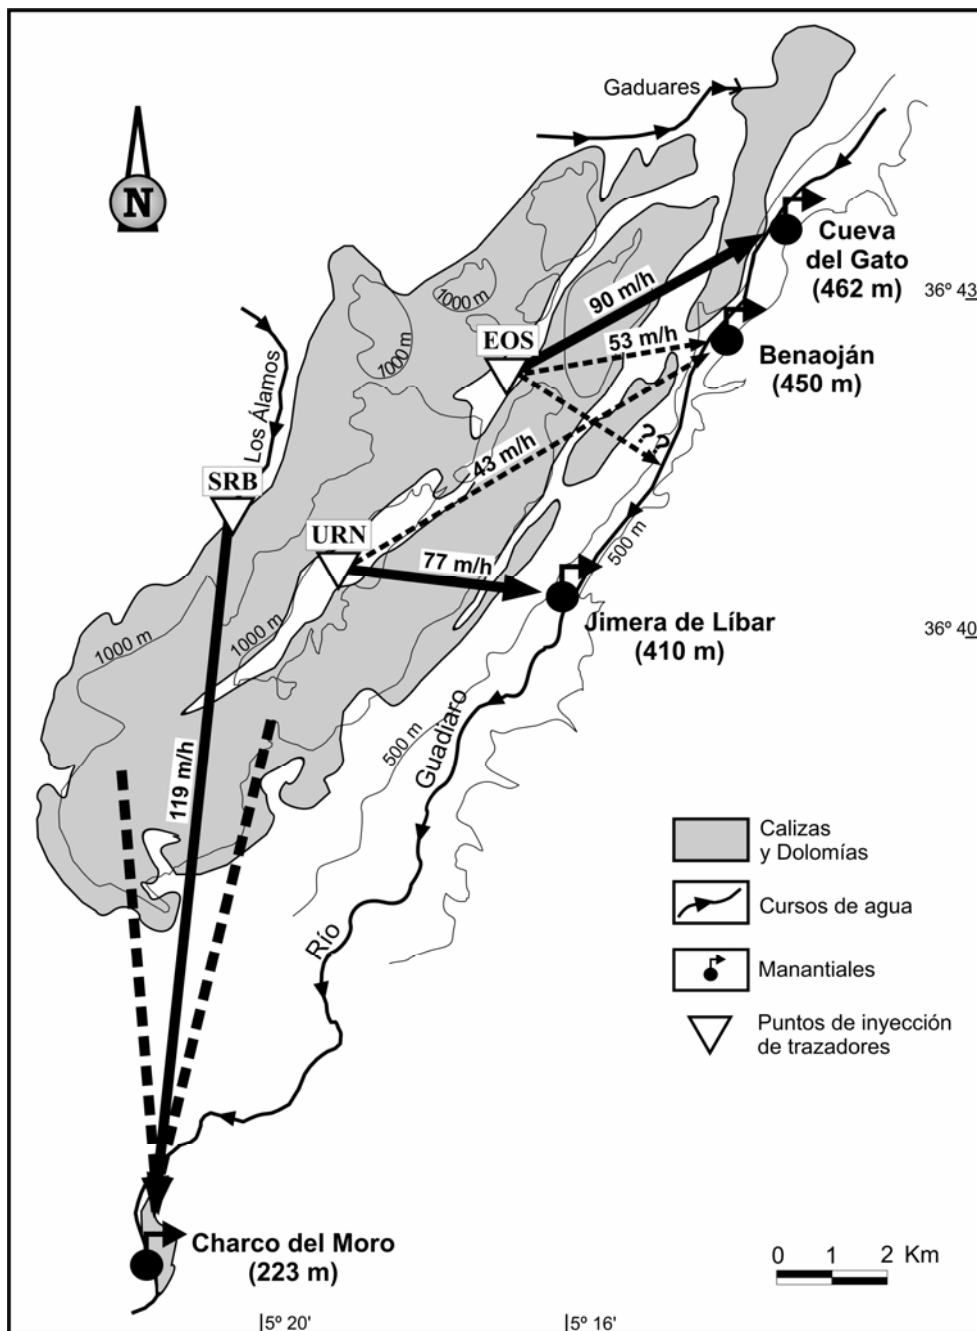 Gaduares
N
Cueva
del Gato
(462 m)
36º 43
90 m/h
1000 m
1000 m
EOS
53 m/h
Benaoján
(450 m)
Los Álamos
??
43 m/h
SRB
URN
77 m/h
500 m
Jimera de Líbar
(410 m)
36º 40
1000 m
1000 m
500 m
Guadiaro
119 m/h
Calizas
y Dolomías
Cursos de agua
Río
Manantiales
Puntos de inyección
de trazadores
Charco del Moro
(223 m)
0 1 2 Km
5º 20'
5º 16'